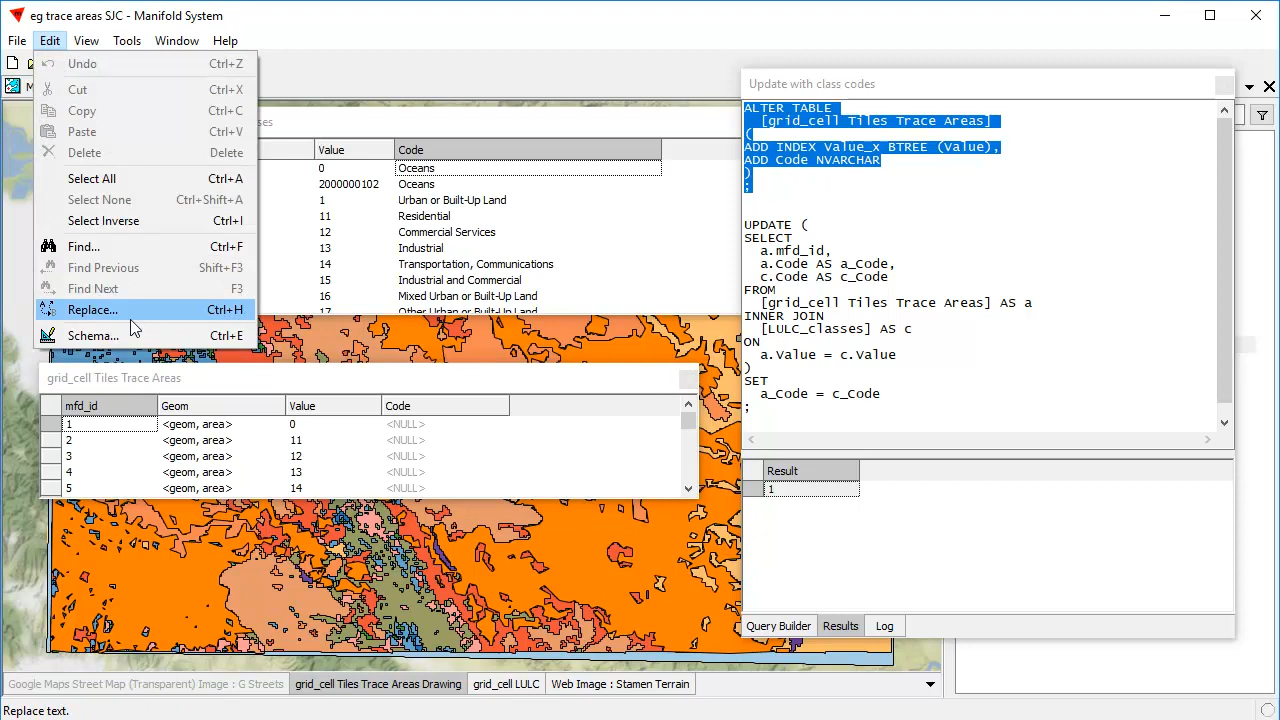 eg trace areas SJC - Manifold System
File Edit View Tools Window Help
Undo Ctrl+Z
Cut Ctrl+X
Copy Ctrl+C
Paste Ctrl+V
Delete Delete
Select All Ctrl+A
Select None Ctrl+Shift+A
Select Inverse Ctrl+I
Find... Ctrl+F
Find Previous Shift+F3
Find Next F3
Replace... Ctrl+H
Schema... Ctrl+E
Value Code
0 Oceans
2000000102 Oceans
1 Urban or Built-Up Land
11 Residential
12 Commercial Services
13 Industrial
14 Transportation, Communications
15 Industrial and Commercial
16 Mixed Urban or Built-Up Land
17 Other Urban or Built-Up Land
grid_cell Tiles Trace Areas
mfd_id Geom Value Code
1 <geom, area> 0 <NULL>
2 <geom, area> 11 <NULL>
3 <geom, area> 12 <NULL>
4 <geom, area> 13 <NULL>
5 <geom, area> 14 <NULL>
Update with class codes
ALTER TABLE
[grid_cell Tiles Trace Areas]
(
ADD INDEX Value_x BTREE (Value),
ADD Code NVARCHAR
)
;
UPDATE (
SELECT
a.mfd_id,
a.Code AS a_Code,
c.Code AS c_Code
FROM
[grid_cell Tiles Trace Areas] AS a
INNER JOIN
[LULC_classes] AS c
ON
a.Value = c.Value
)
SET
a_Code = c_Code
;
Result
1
Query Builder Results Log
Google Maps Street Map (Transparent) Image : G Streets grid_cell Tiles Trace Areas Drawing grid_cell LULC Web Image : Stamen Terrain
Replace text.